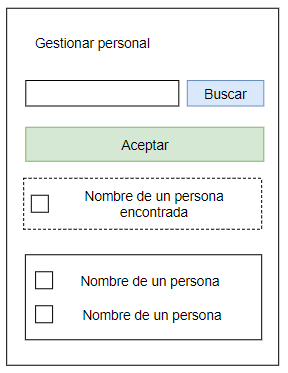 Gestionar personal
Buscar
Aceptar
Nombre de un persona
encontrada
Nombre de un persona
Nombre de un persona